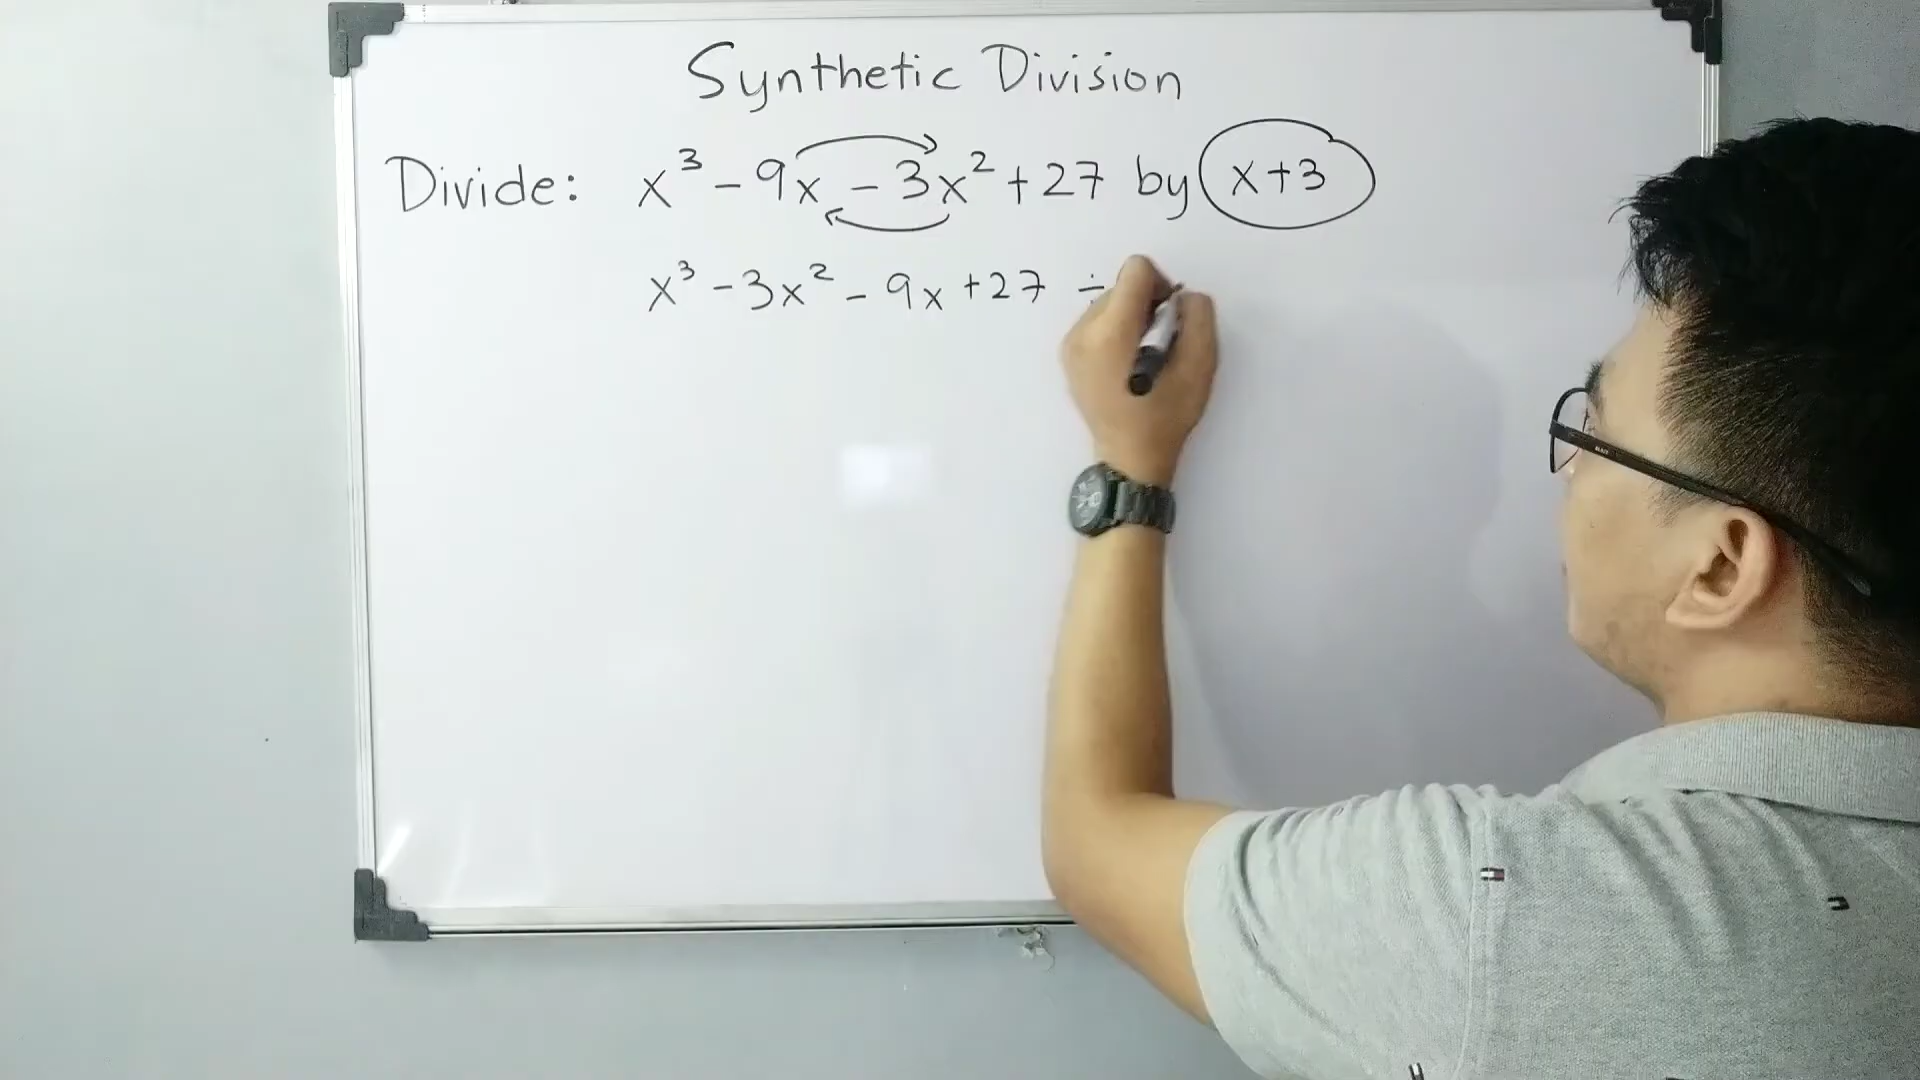 Synthetic Division
Divide: x³ - 9x - 3x² + 27 by x+3
x³ - 3x² - 9x + 27 ÷